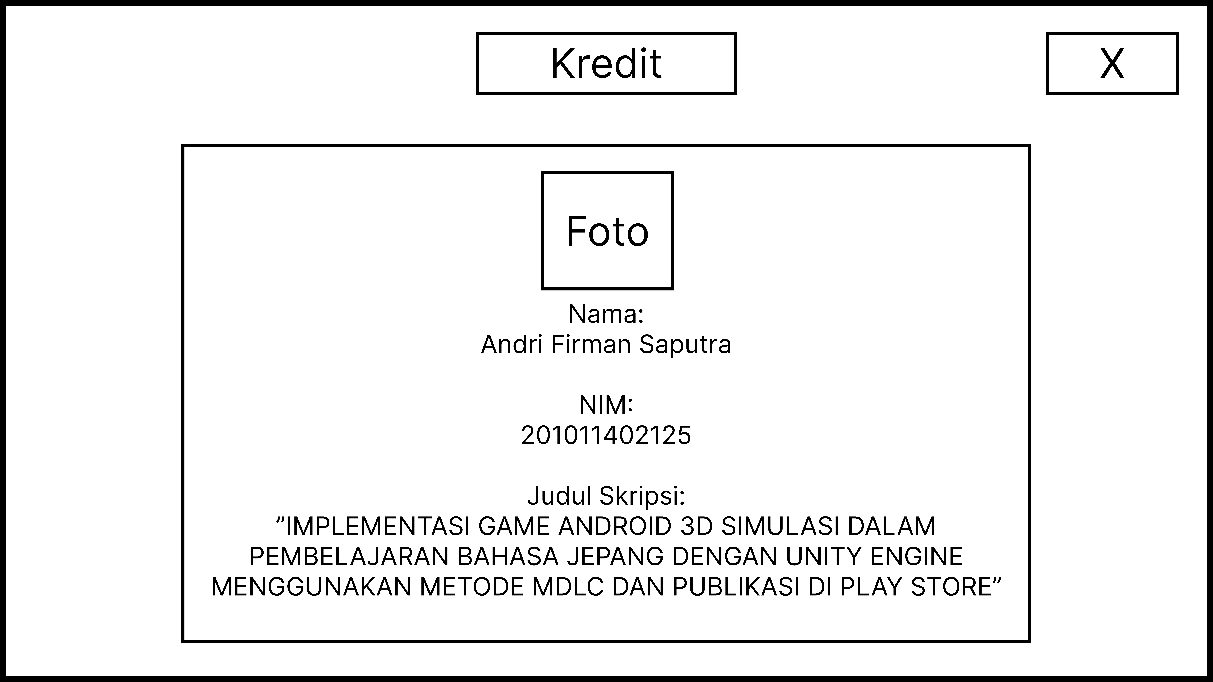 Kredit
X
Foto
Nama:
Andri Firman Saputra
NIM:
201011402125
Judul Skripsi:
”IMPLEMENTASI GAME ANDROID 3D SIMULASI DALAM
PEMBELAJARAN BAHASA JEPANG DENGAN UNITY ENGINE
MENGGUNAKAN METODE MDLC DAN PUBLIKASI DI PLAY STORE”